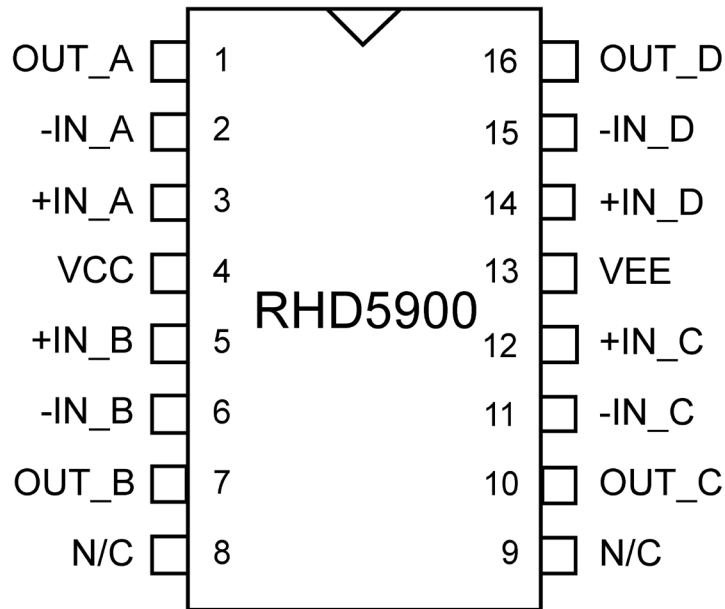 OUT_A 1 16 OUT_D
-IN_A 2 15 -IN_D
+IN_A 3 14 +IN_D
VCC 4 13 VEE
RHD5900
+IN_B 5 12 +IN_C
-IN_B 6 11 -IN_C
OUT_B 7 10 OUT_C
N/C 8 9 N/C